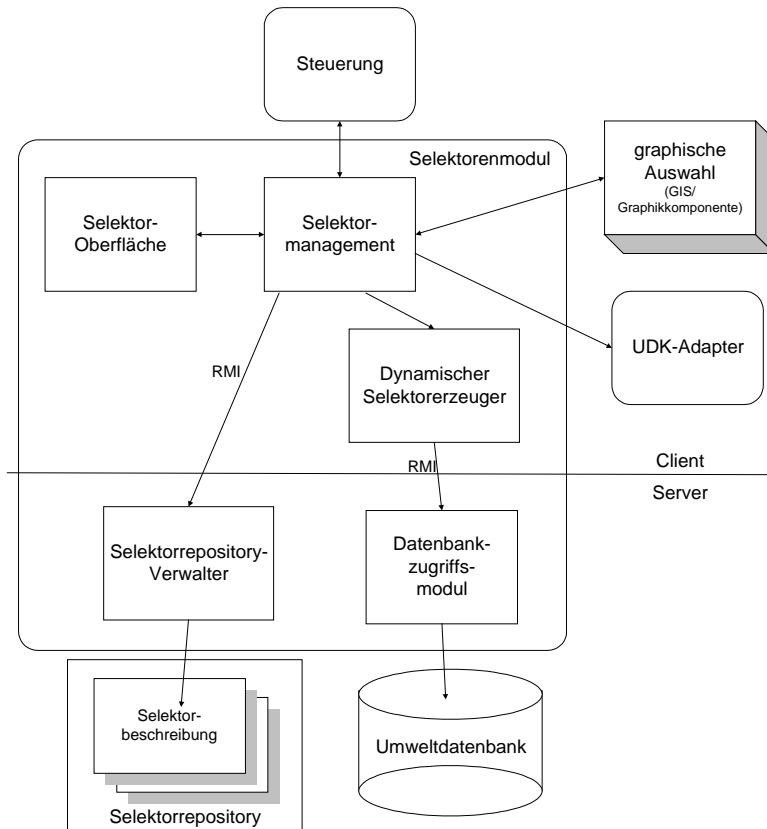 Steuerung
Selektorenmodul
graphische
Auswahl
(GIS/
Graphikkomponente)
Selektor-
Oberfläche
Selektor-
management
UDK-Adapter
RMI
Dynamischer
Selektorerzeuger
RMI
Client
Server
Selektorrepository-
Verwalter
Datenbank-
zugriffs-
modul
Selektor-
beschreibung
Umweltdatenbank
Selektorrepository